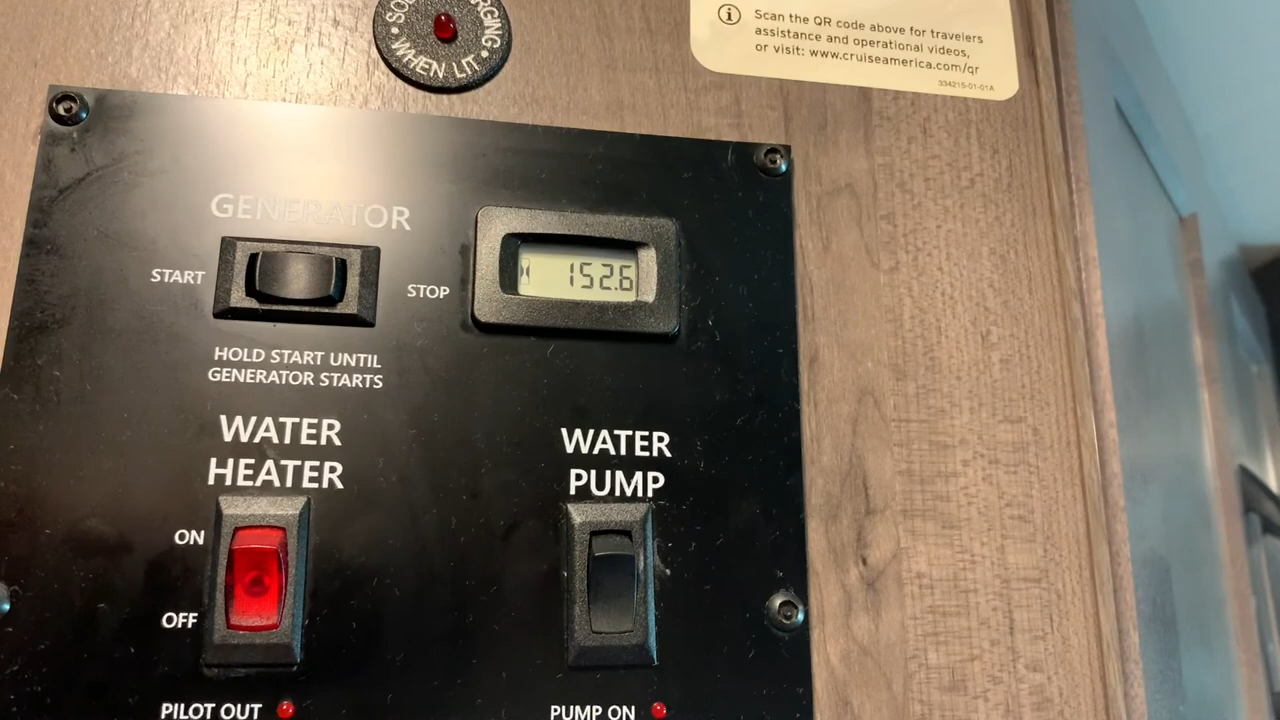 WHEN LIT
Scan the QR code above for travelers
assistance and operational videos,
or visit: www.cruiseamerica.com/qr
334215-01-01A
GENERATOR
START
STOP
152.6
HOLD START UNTIL
GENERATOR STARTS
WATER
HEATER
ON
OFF
PILOT OUT
WATER
PUMP
PUMP ON